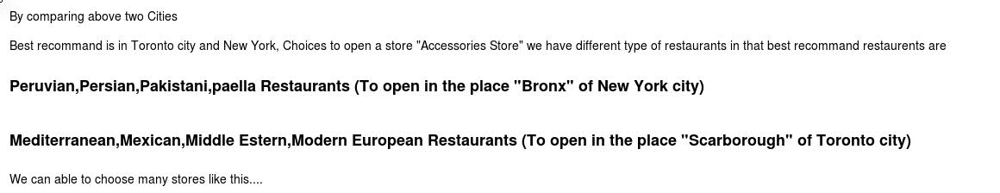 By comparing above two Cities
Best recommand is in Toronto city and New York, Choices to open a store "Accessories Store" we have different type of restaurants in that best recommand restaurents are
Peruvian,Persian,Pakistani,paella Restaurants (To open in the place "Bronx" of New York city)
Mediterranean,Mexican,Middle Estern,Modern European Restaurants (To open in the place "Scarborough" of Toronto city)
We can able to choose many stores like this....